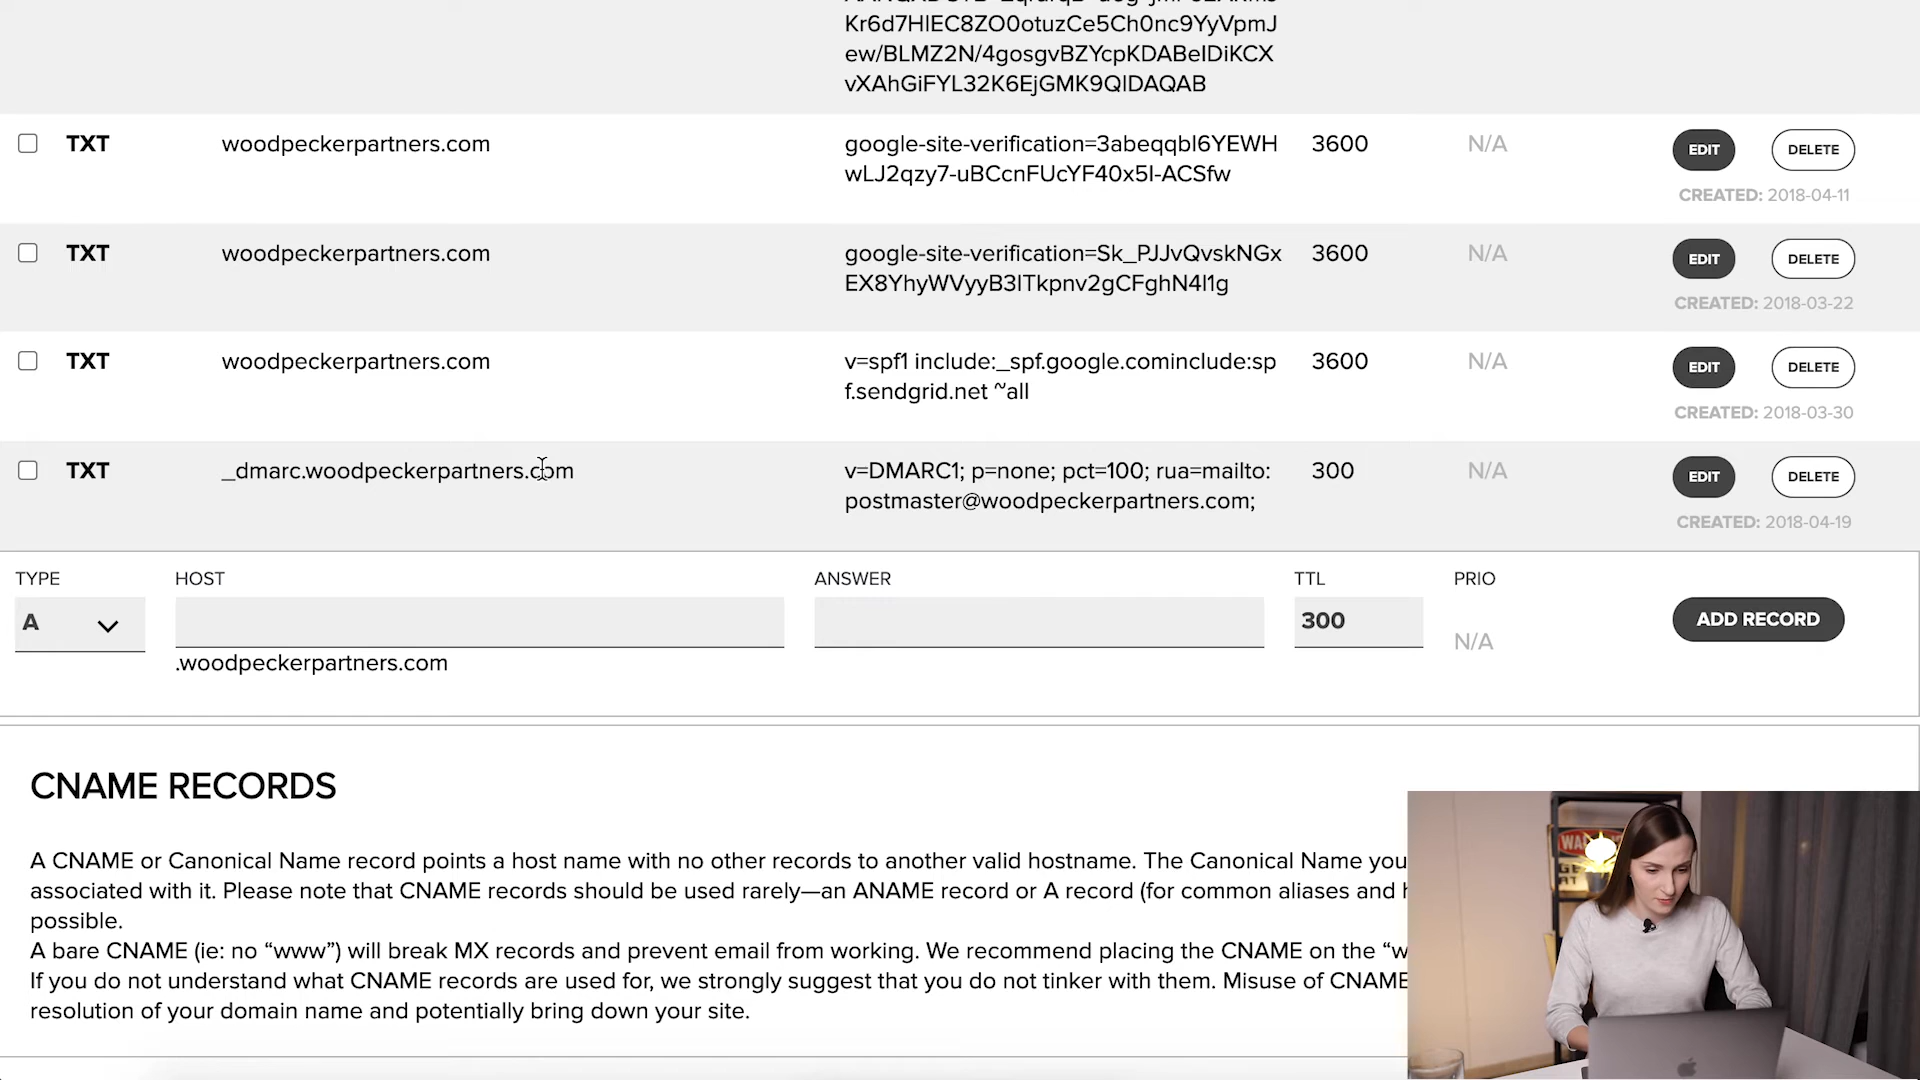 Kr6d7HlEC8ZO0otuzCe5Ch0nc9YyVpmJ
ew/BLMZ2N/4gosgvBZYcpKDABeIDiKCX
vXAhGiFYL32K6EjGMK9QIDAQAB
TXT woodpeckerpartners.com google-site-verification=3abeqqbl6YEWH 3600 N/A EDIT DELETE
wLJ2qzy7-uBCcnFUcYF40x5I-ACSfw
CREATED: 2018-04-11
TXT woodpeckerpartners.com google-site-verification=Sk_PJJvQvskNGx 3600 N/A EDIT DELETE
EX8YhyWVyyB3lTkpnv2gCFghN4l1g
CREATED: 2018-03-22
TXT woodpeckerpartners.com v=spf1 include:_spf.google.cominclude:sp 3600 N/A EDIT DELETE
f.sendgrid.net ~all
CREATED: 2018-03-30
TXT _dmarc.woodpeckerpartners.com v=DMARC1; p=none; pct=100; rua=mailto: 300 N/A EDIT DELETE
postmaster@woodpeckerpartners.com;
CREATED: 2018-04-19
TYPE HOST ANSWER TTL PRIO
A 300 N/A ADD RECORD
.woodpeckerpartners.com
CNAME RECORDS
A CNAME or Canonical Name record points a host name with no other records to another valid hostname. The Canonical Name you
associated with it. Please note that CNAME records should be used rarely—an ANAME record or A record (for common aliases and
possible.
A bare CNAME (ie: no “www”) will break MX records and prevent email from working. We recommend placing the CNAME on the “w
If you do not understand what CNAME records are used for, we strongly suggest that you do not tinker with them. Misuse of CNAME
resolution of your domain name and potentially bring down your site.